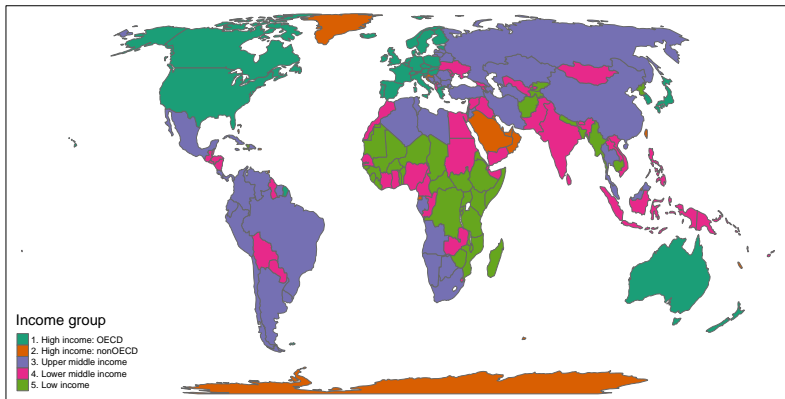 Income group
1. High income: OECD
2. High income: nonOECD
3. Upper middle income
4. Lower middle income
5. Low income